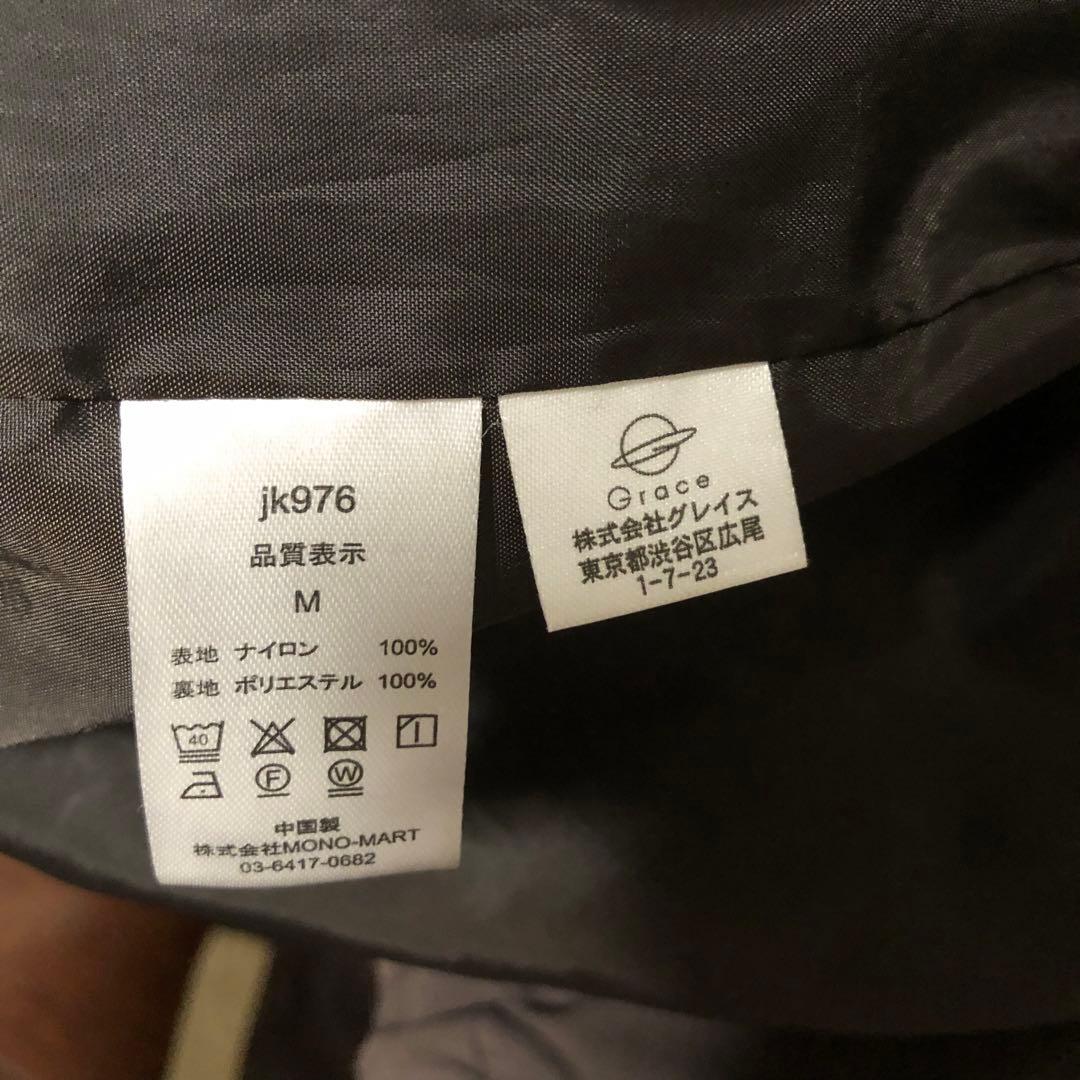 jk976
品質表示
M
表地 ナイロン 100%
裏地 ポリエステル 100%
40
F W
中国製
株式会社MONO-MART
03-6417-0682
Grace
株式会社グレイス
東京都渋谷区広尾
1-7-23